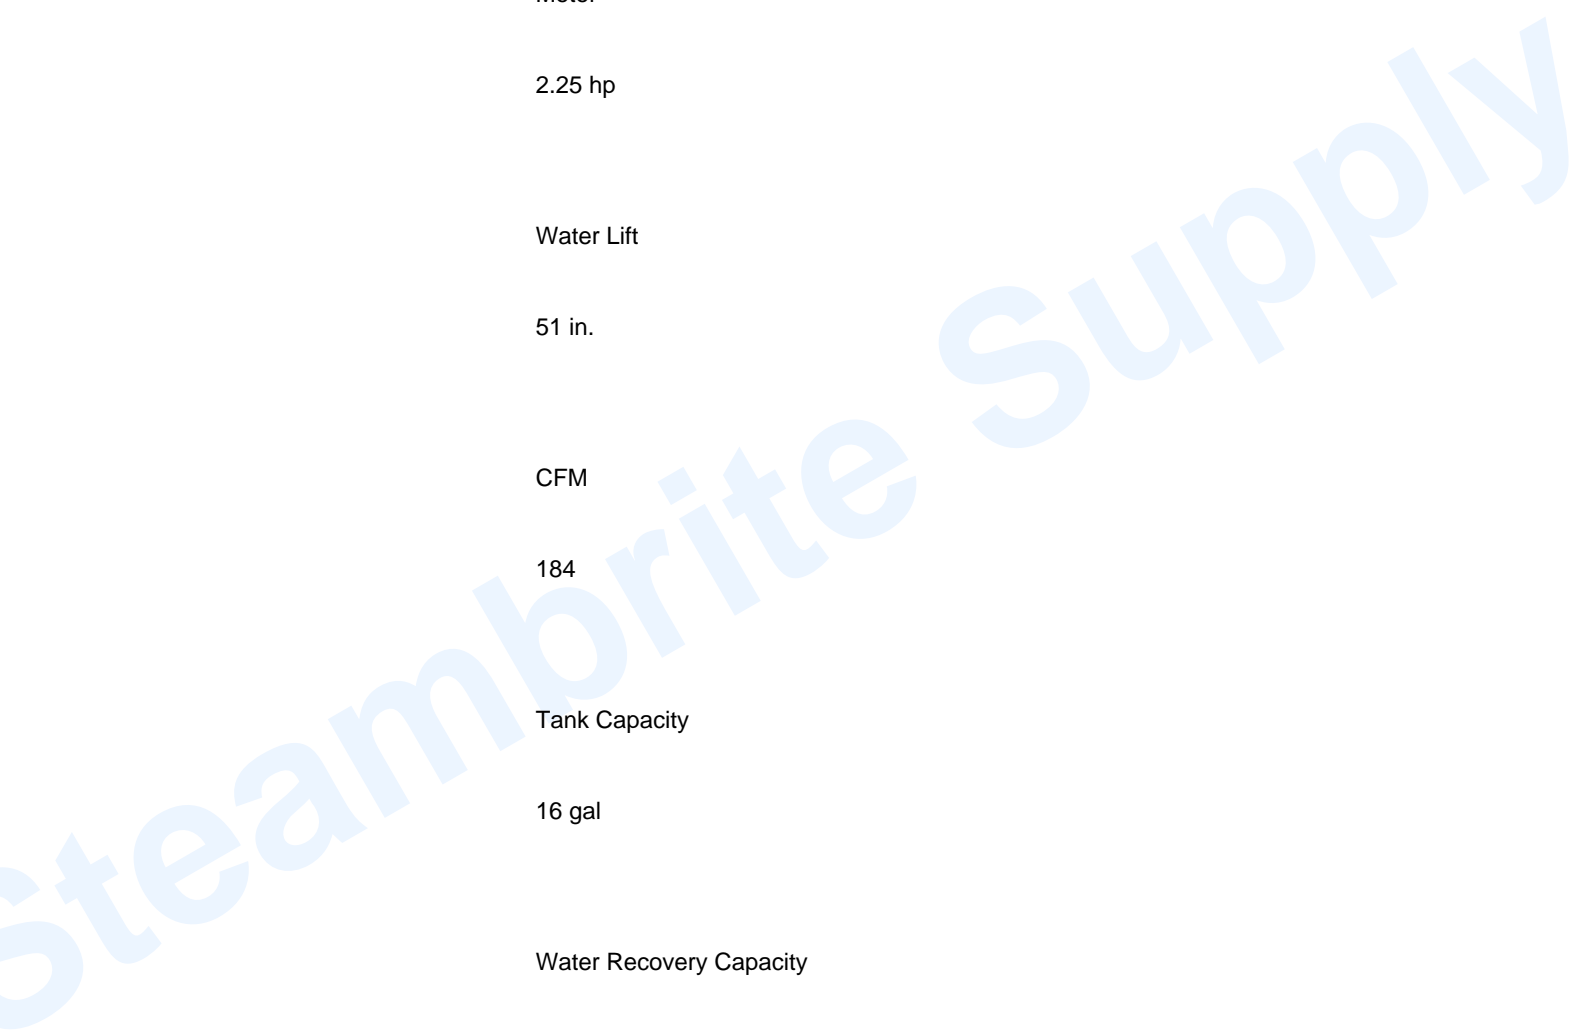 2.25 hp
Water Lift
51 in.
CFM
184
Tank Capacity
16 gal
Water Recovery Capacity
Steambrite Supply